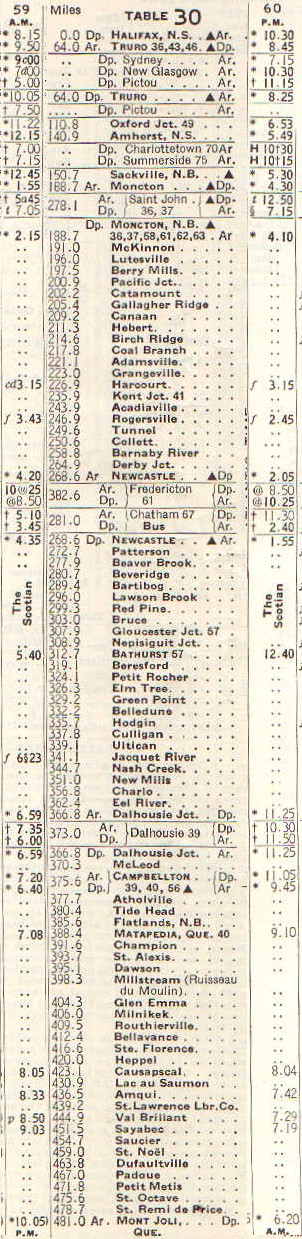 59 Miles TABLE 30 60
A.M. P.M.
* 8.15 0.0 Dp. HALIFAX, N.S. . ▲Ar. * 10.30
* 9.50 64.0 Ar. TRURO 36,43,46. ▲Dp. * 8.45
* 9c00 .. Dp. Sydney . . Ar. * 7.15
* 7d00 .. Dp. New Glasgow . Ar. * 10.30
† 5.00 .. Dp. Pictou . . Ar. † 11.15
*10.05 64.0 Dp. TRURO . . ▲ Ar. * 8.25
† 7.50 .. Dp. Pictou . . Ar. ..
*11.22 110.8 Oxford Jct. 49 . . * 6.53
*12.15 140.9 Amherst, N.S. . . * 5.49
† 7.00 .. Dp. Charlottetown 70 Ar H 10†30
† 7.15 .. Dp. Summerside 75 Ar. H 10†15
*12.45 150.7 Sackville, N.B. . ▲ * 5.30
* 1.55 188.7 Ar. Moncton . . ▲Dp. * 4.30
† 5a45 278.1 Ar. Saint John Dp. t 12.50
t 7.05 Dp. 36, 37 Ar. § 7.15
Dp. MONCTON, N.B. ▲
* 2.15 188.7 36,37,58,61,62,63 . Ar * 4.10
.. 191.0 McKinnon . . ..
.. 196.0 Lutesville . . ..
.. 197.5 Berry Mills. . . ..
.. 200.9 Pacific Jct. . . ..
.. 202.2 Catamount . . ..
.. 205.4 Gallagher Ridge . . ..
.. 209.2 Canaan . . ..
.. 211.3 Hebert. . . ..
.. 214.6 Birch Ridge . . ..
.. 217.8 Coal Branch . . ..
.. 221.1 Adamsville. . . ..
.. 223.0 Grangeville. . . ..
cd3.15 226.9 Harcourt. . . f 3.15
.. 235.9 Kent Jct. 41 . . ..
.. 243.9 Acadiaville . . ..
f 3.43 246.9 Rogersville . . f 2.45
.. 249.6 Tunnel . . ..
.. 250.6 Collett. . . ..
.. 258.8 Barnaby River . . ..
.. 264.9 Derby Jct. . . ..
* 4.20 268.6 Ar NEWCASTLE . . ▲Dp * 2.05
10@25 382.6 Ar. Fredericton Dp. @ 8.50
@8.50 Dp. 61 Ar. @10.25
† 5.10 281.0 Ar. Chatham 67 Dp. † 11.30
† 3.45 Dp. Bus Ar. † 2.40
* 4.35 268.6 Dp. NEWCASTLE . ▲ Ar. * 1.55
.. 272.7 Patterson . . ..
The Scotian 277.9 Beaver Brook. . . The Scotian
280.7 Beveridge . .
289.4 Bartibog . .
296.0 Lawson Brook . .
299.3 Red Pine. . .
303.0 Bruce . .
307.9 Gloucester Jct. 57
308.9 Nepisiguit Jct. .
5.40 312.7 BATHURST 57 . . 12.40
.. 319.1 Beresford . . ..
.. 324.1 Petit Rocher . . ..
.. 326.3 Elm Tree. . . ..
.. 329.2 Green Point . . ..
.. 332.2 Belledune . . ..
.. 335.7 Hodgin . . ..
.. 337.8 Culligan . . ..
.. 339.1 Ultican . . ..
f 6§23 341.1 Jacquet River . . ..
.. 344.7 Nash Creek. . . ..
.. 351.0 New Mills . . ..
.. 356.8 Charlo . . ..
.. 362.4 Eel River. . . ..
* 6.59 366.8 Ar. Dalhousie Jct. . Dp. * 11.25
† 7.35 373.0 Ar. Dalhousie 39 Dp. † 10.30
† 6.00 Dp. Ar. † 11.50
* 6.59 366.8 Dp. Dalhousie Jct. . Ar. * 11.25
.. 370.3 McLeod . . ..
* 7.20 375.6 Ar. CAMPBELLTON . Dp. * 11.05
* 6.40 Dp. 39, 40, 56 ▲ Ar * 9.45
.. 377.7 Atholville . . ..
.. 380.4 Tide Head . . ..
.. 385.6 Flatlands, N.B. . . ..
7.08 388.4 MATAPEDIA, QUE. 40 9.10
.. 391.6 Champion . . ..
.. 393.7 St. Alexis. . . ..
.. 395.1 Dawson . . ..
.. 398.3 Millstream (Ruisseau
du Moulin). . . ..
.. 404.3 Glen Emma . . ..
.. 406.0 Milnikek. . . ..
.. 409.5 Routhierville. . . ..
.. 412.4 Bellavance. . . ..
.. 416.6 Ste. Florence. . . ..
.. 420.0 Heppel . . ..
8.05 423.1 Causapscal. . . 8.04
.. 430.9 Lac au Saumon ..
8.33 436.5 Amqui. . . 7.42
.. 439.2 St. Lawrence Lbr. Co. ..
p 8.50 444.9 Val Brillant . . 7.29
9.03 451.5 Sayabec . . 7.19
.. 454.7 Saucier . . ..
.. 459.0 St. Noël . . ..
.. 463.8 Dufaultville . . ..
.. 467.0 Padoue . . ..
.. 471.8 Petit Metis . . ..
.. 475.6 St. Octave . . ..
.. 478.7 St. Remi de Price. ..
*10.05 481.0 Ar. MONT JOLI, . Dp. * 6.20
P.M. QUE. A.M.